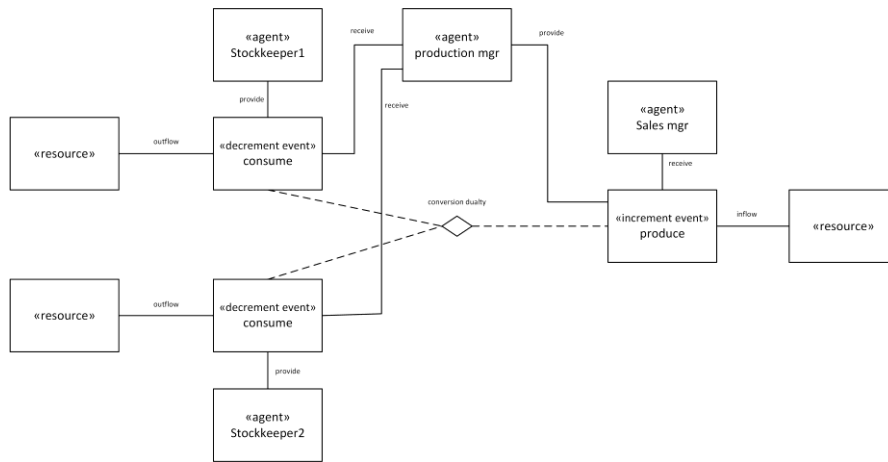 «agent»
Stockkeeper1
receive
«agent»
production mgr
provide
provide
receive
«agent»
Sales mgr
«resource»
outflow
«decrement event»
consume
receive
conversion dualty
«increment event»
produce
inflow
«resource»
«resource»
outflow
«decrement event»
consume
provide
«agent»
Stockkeeper2